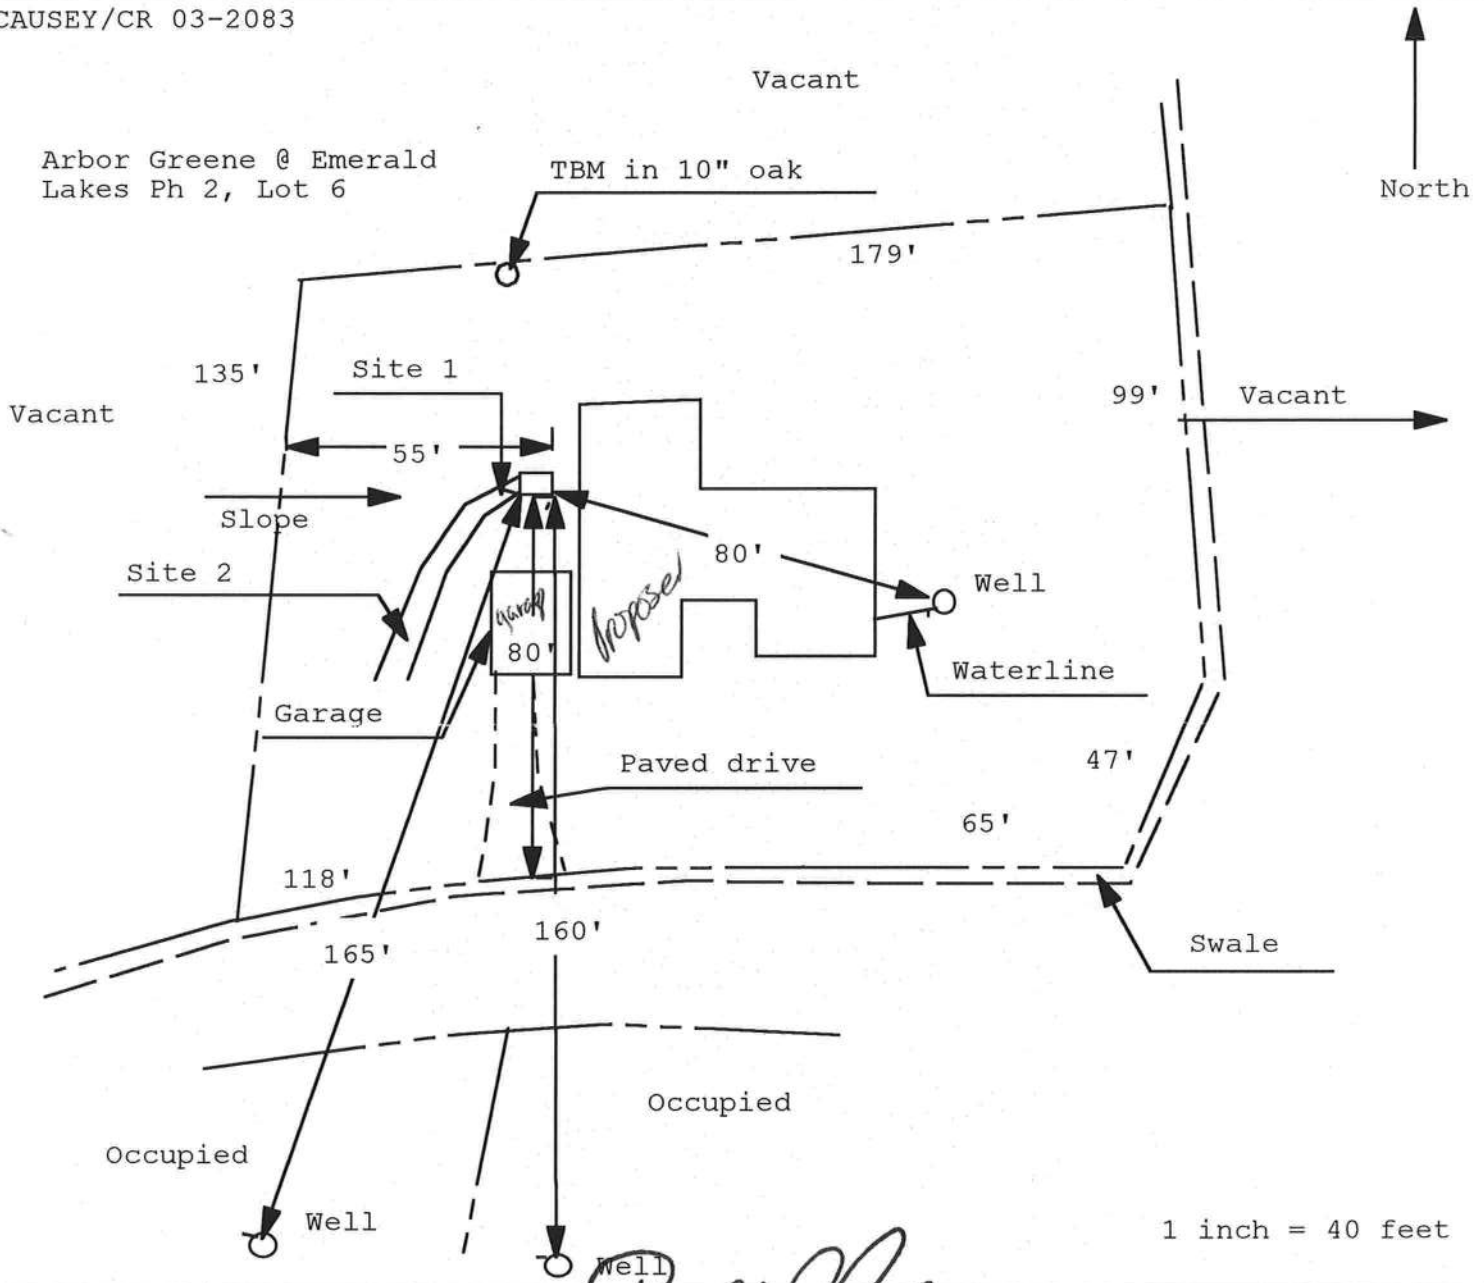 CAUSEY/CR 03-2083
Vacant
Arbor Greene @ Emerald
Lakes Ph 2, Lot 6
TBM in 10" oak
North
179'
135'
Site 1
99'
Vacant
Vacant
55'
Slope
80'
Site 2
Well
garage
proposed
80'
Waterline
Garage
Paved drive
47'
65'
118'
160'
165'
Swale
Occupied
Occupied
Well
1 inch = 40 feet
Well